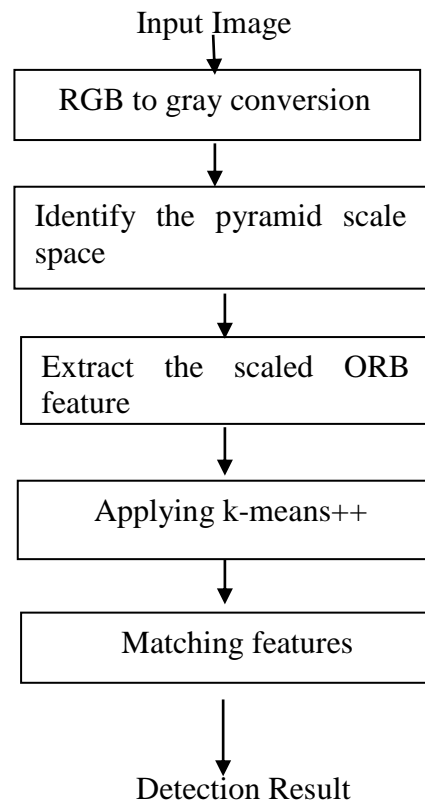 Input Image
RGB to gray conversion
Identify the pyramid scale
space
Extract the scaled ORB
feature
Applying k-means++
Matching features
Detection Result